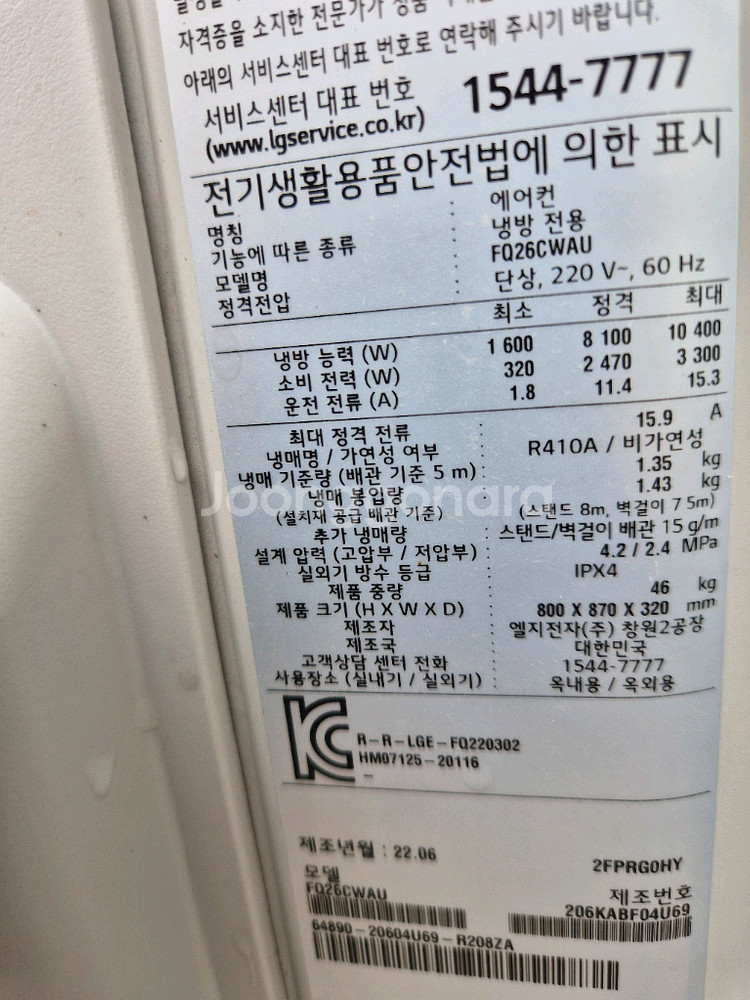 자격증을 소지한 전문가가
아래의 서비스센터 대표 번호로 연락해 주시기 바랍니다.
서비스센터 대표 번호 1544-7777
(www.lgservice.co.kr)
전기생활용품안전법에 의한 표시
명칭 : 에어컨
기능에 따른 종류 : 냉방 전용
모델명 : FQ26CWAU
정격전압 : 단상, 220 V~, 60 Hz
최소 정격 최대
냉방 능력 (W) 1 600 8 100 10 400
소비 전력 (W) 320 2 470 3 300
운전 전류 (A) 1.8 11.4 15.3
최대 정격 전류 : 15.9 A
냉매명 / 가연성 여부 : R410A / 비가연성
냉매 기준량 (배관 기준 5 m) : 1.35 kg
냉매 봉입량 : 1.43 kg
(설치재 공급 배관 기준) (스탠드 8m, 벽걸이 7.5m)
추가 냉매량 : 스탠드/벽걸이 배관 15 g/m
설계 압력 (고압부 / 저압부) : 4.2 / 2.4 MPa
실외기 방수 등급 : IPX4
제품 중량 : 46 kg
제품 크기 (H X W X D) : 800 X 870 X 320 mm
제조자 : 엘지전자(주) 창원2공장
제조국 : 대한민국
고객상담 센터 전화 : 1544-7777
사용장소 (실내기 / 실외기) : 옥내용 / 옥외용
R-R-LGE-FQ220302
HM07125-20116
-
제조년월 : 22.06
2FPRG0HY
모델 제조번호
FQ26CWAU 206KABF04U69
64890-20604U69-R208ZA
Joongonara